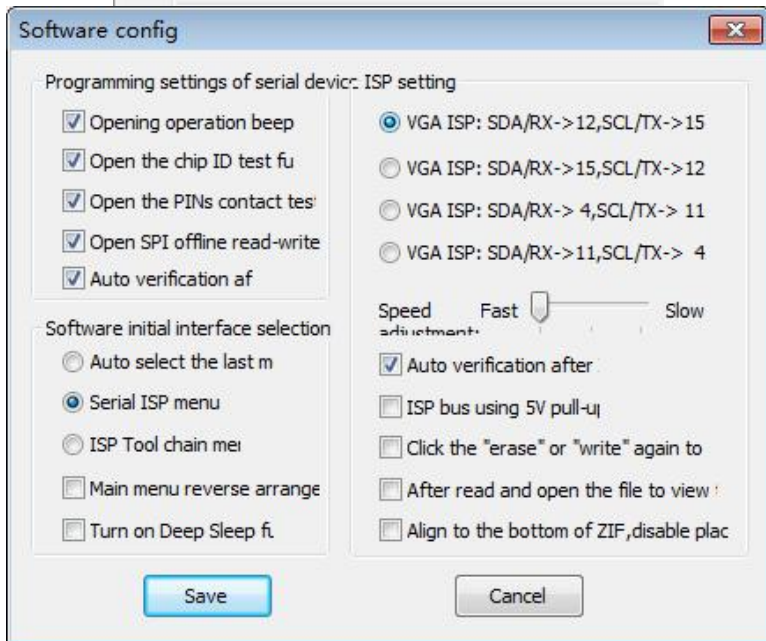 Software config
Programming settings of serial device
Opening operation beep
Open the chip ID test fu
Open the PINs contact test
Open SPI offline read-write
Auto verification af
Software initial interface selection
Auto select the last m
Serial ISP menu
ISP Tool chain mer
Main menu reverse arrange
Turn on Deep Sleep fu
ISP setting
VGA ISP: SDA/RX->12,SCL/TX->15
VGA ISP: SDA/RX->15,SCL/TX->12
VGA ISP: SDA/RX-> 4,SCL/TX-> 11
VGA ISP: SDA/RX->11,SCL/TX-> 4
Speed adjustment: Fast Slow
Auto verification after
ISP bus using 5V pull-up
Click the "erase" or "write" again to
After read and open the file to view
Align to the bottom of ZIF,disable plac
Save Cancel